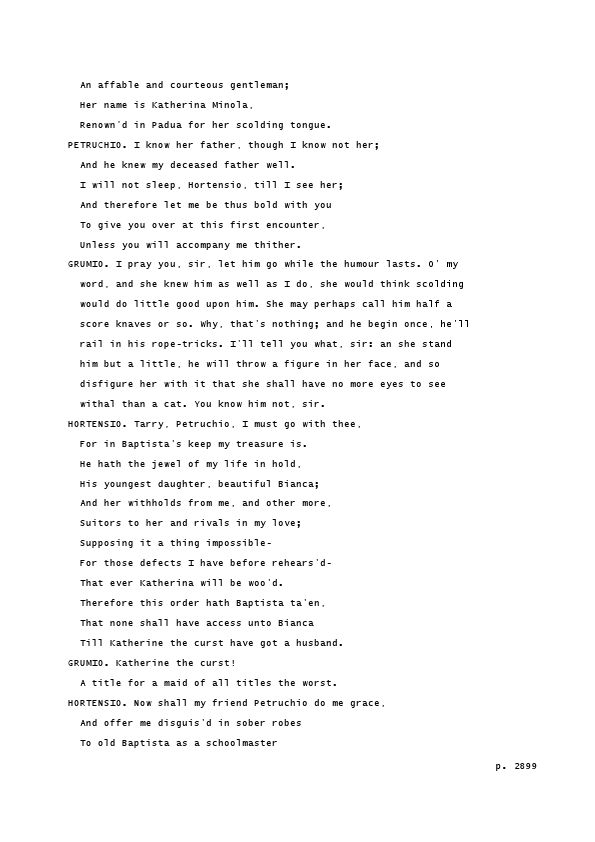 An affable and courteous gentleman;
Her name is Katherina Minola,
Renown'd in Padua for her scolding tongue.
PETRUCHIO. I know her father, though I know not her;
And he knew my deceased father well.
I will not sleep, Hortensio, till I see her;
And therefore let me be thus bold with you
To give you over at this first encounter,
Unless you will accompany me thither.
GRUMIO. I pray you, sir, let him go while the humour lasts. O' my
word, and she knew him as well as I do, she would think scolding
would do little good upon him. She may perhaps call him half a
score knaves or so. Why, that's nothing; and he begin once, he'll
rail in his rope-tricks. I'll tell you what, sir: an she stand
him but a little, he will throw a figure in her face, and so
disfigure her with it that she shall have no more eyes to see
withal than a cat. You know him not, sir.
HORTENSIO. Tarry, Petruchio, I must go with thee,
For in Baptista's keep my treasure is.
He hath the jewel of my life in hold,
His youngest daughter, beautiful Bianca;
And her withholds from me, and other more,
Suitors to her and rivals in my love;
Supposing it a thing impossible-
For those defects I have before rehears'd-
That ever Katherina will be woo'd.
Therefore this order hath Baptista ta'en,
That none shall have access unto Bianca
Till Katherine the curst have got a husband.
GRUMIO. Katherine the curst!
A title for a maid of all titles the worst.
HORTENSIO. Now shall my friend Petruchio do me grace,
And offer me disguis'd in sober robes
To old Baptista as a schoolmaster
p. 2899